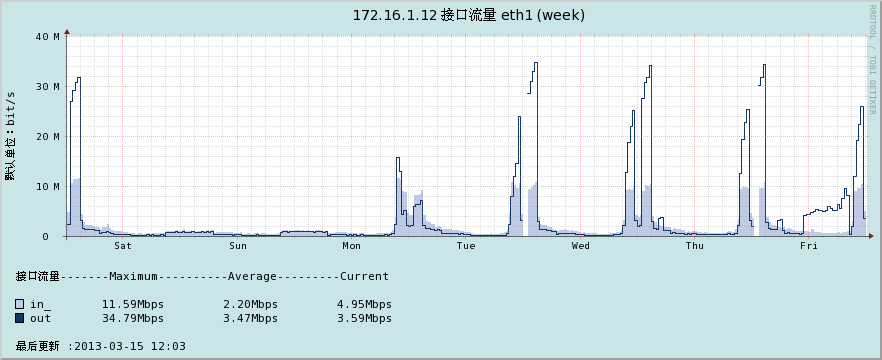 172.16.1.12 接口流量 eth1 (week)
RRDTOOL / TOBI OETIKER
默认单位：bit/s
40 M
30 M
20 M
10 M
0
Sat Sun Mon Tue Wed Thu Fri
接口流量-------Maximum----------Average---------Current
in_ 11.59Mbps 2.20Mbps 4.95Mbps
out 34.79Mbps 3.47Mbps 3.59Mbps
最后更新 :2013-03-15 12:03